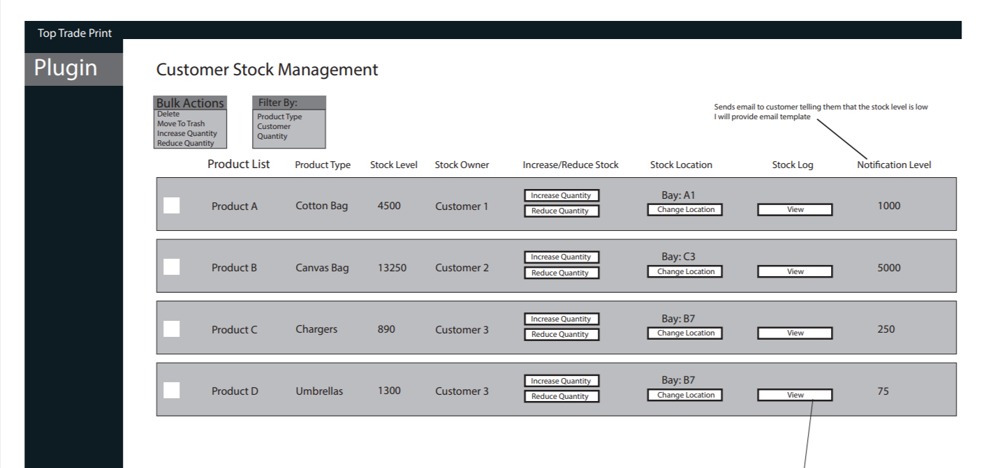 Top Trade Print
Plugin
Customer Stock Management
Bulk Actions
Delete
Move To Trash
Increase Quantity
Reduce Quantity
Filter By:
Product Type
Customer
Quantity
Sends email to customer telling them that the stock level is low
I will provide email template
Product List Product Type Stock Level Stock Owner Increase/Reduce Stock Stock Location Stock Log Notification Level
Product A Cotton Bag 4500 Customer 1 Increase Quantity Reduce Quantity Bay: A1 Change Location View 1000
Product B Canvas Bag 13250 Customer 2 Increase Quantity Reduce Quantity Bay: C3 Change Location View 5000
Product C Chargers 890 Customer 3 Increase Quantity Reduce Quantity Bay: B7 Change Location View 250
Product D Umbrellas 1300 Customer 3 Increase Quantity Reduce Quantity Bay: B7 Change Location View 75